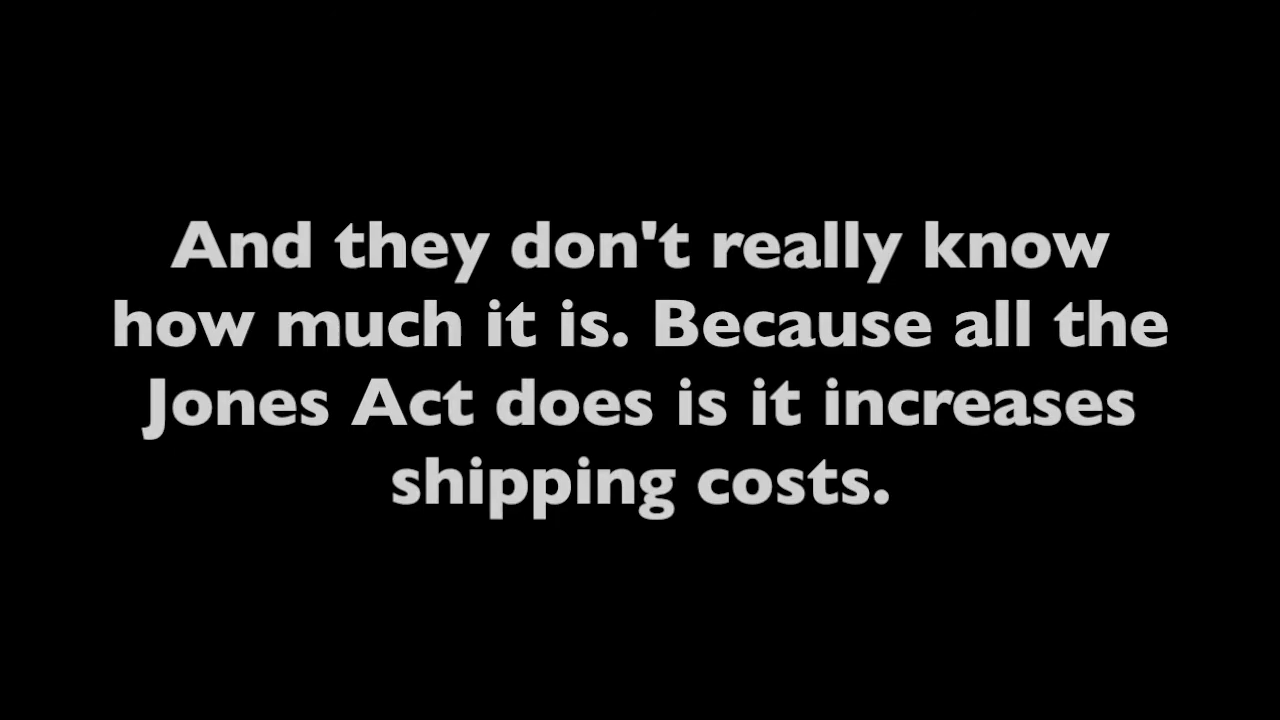 And they don't really know
how much it is. Because all the
Jones Act does is it increases
shipping costs.